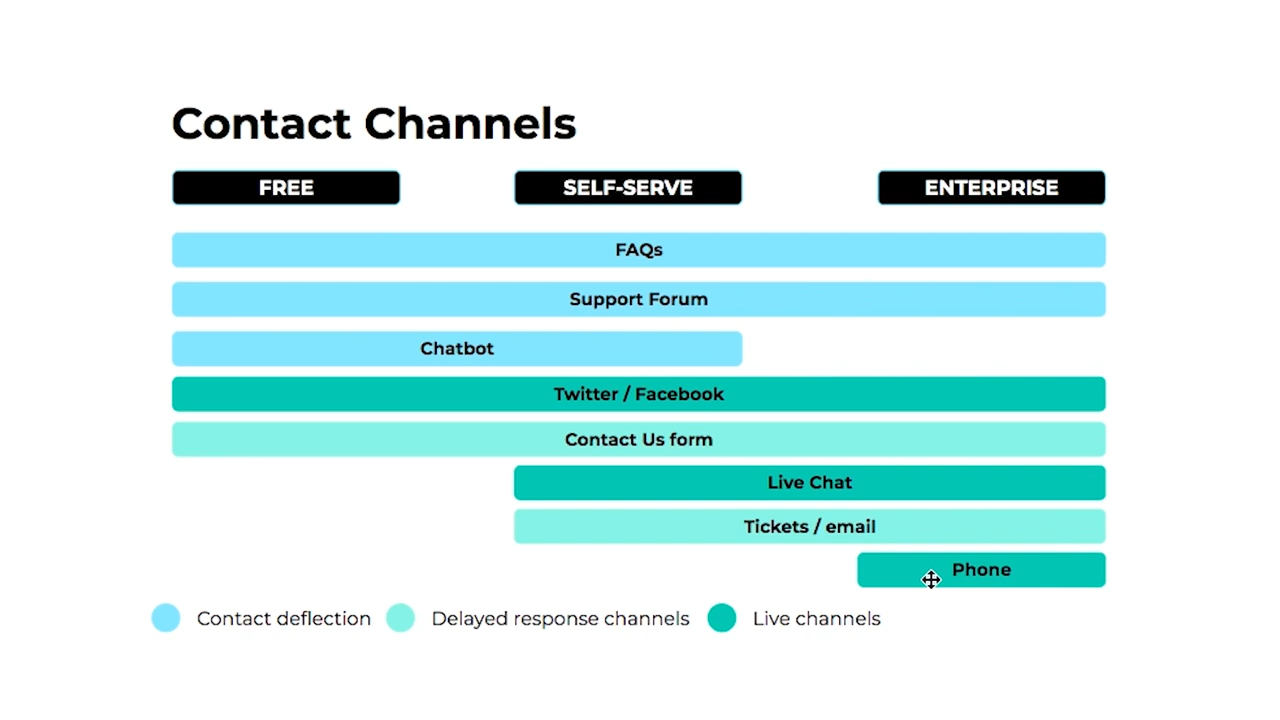 Contact Channels
FREE SELF-SERVE ENTERPRISE
FAQs
Support Forum
Chatbot
Twitter / Facebook
Contact Us form
Live Chat
Tickets / email
Phone
Contact deflection Delayed response channels Live channels